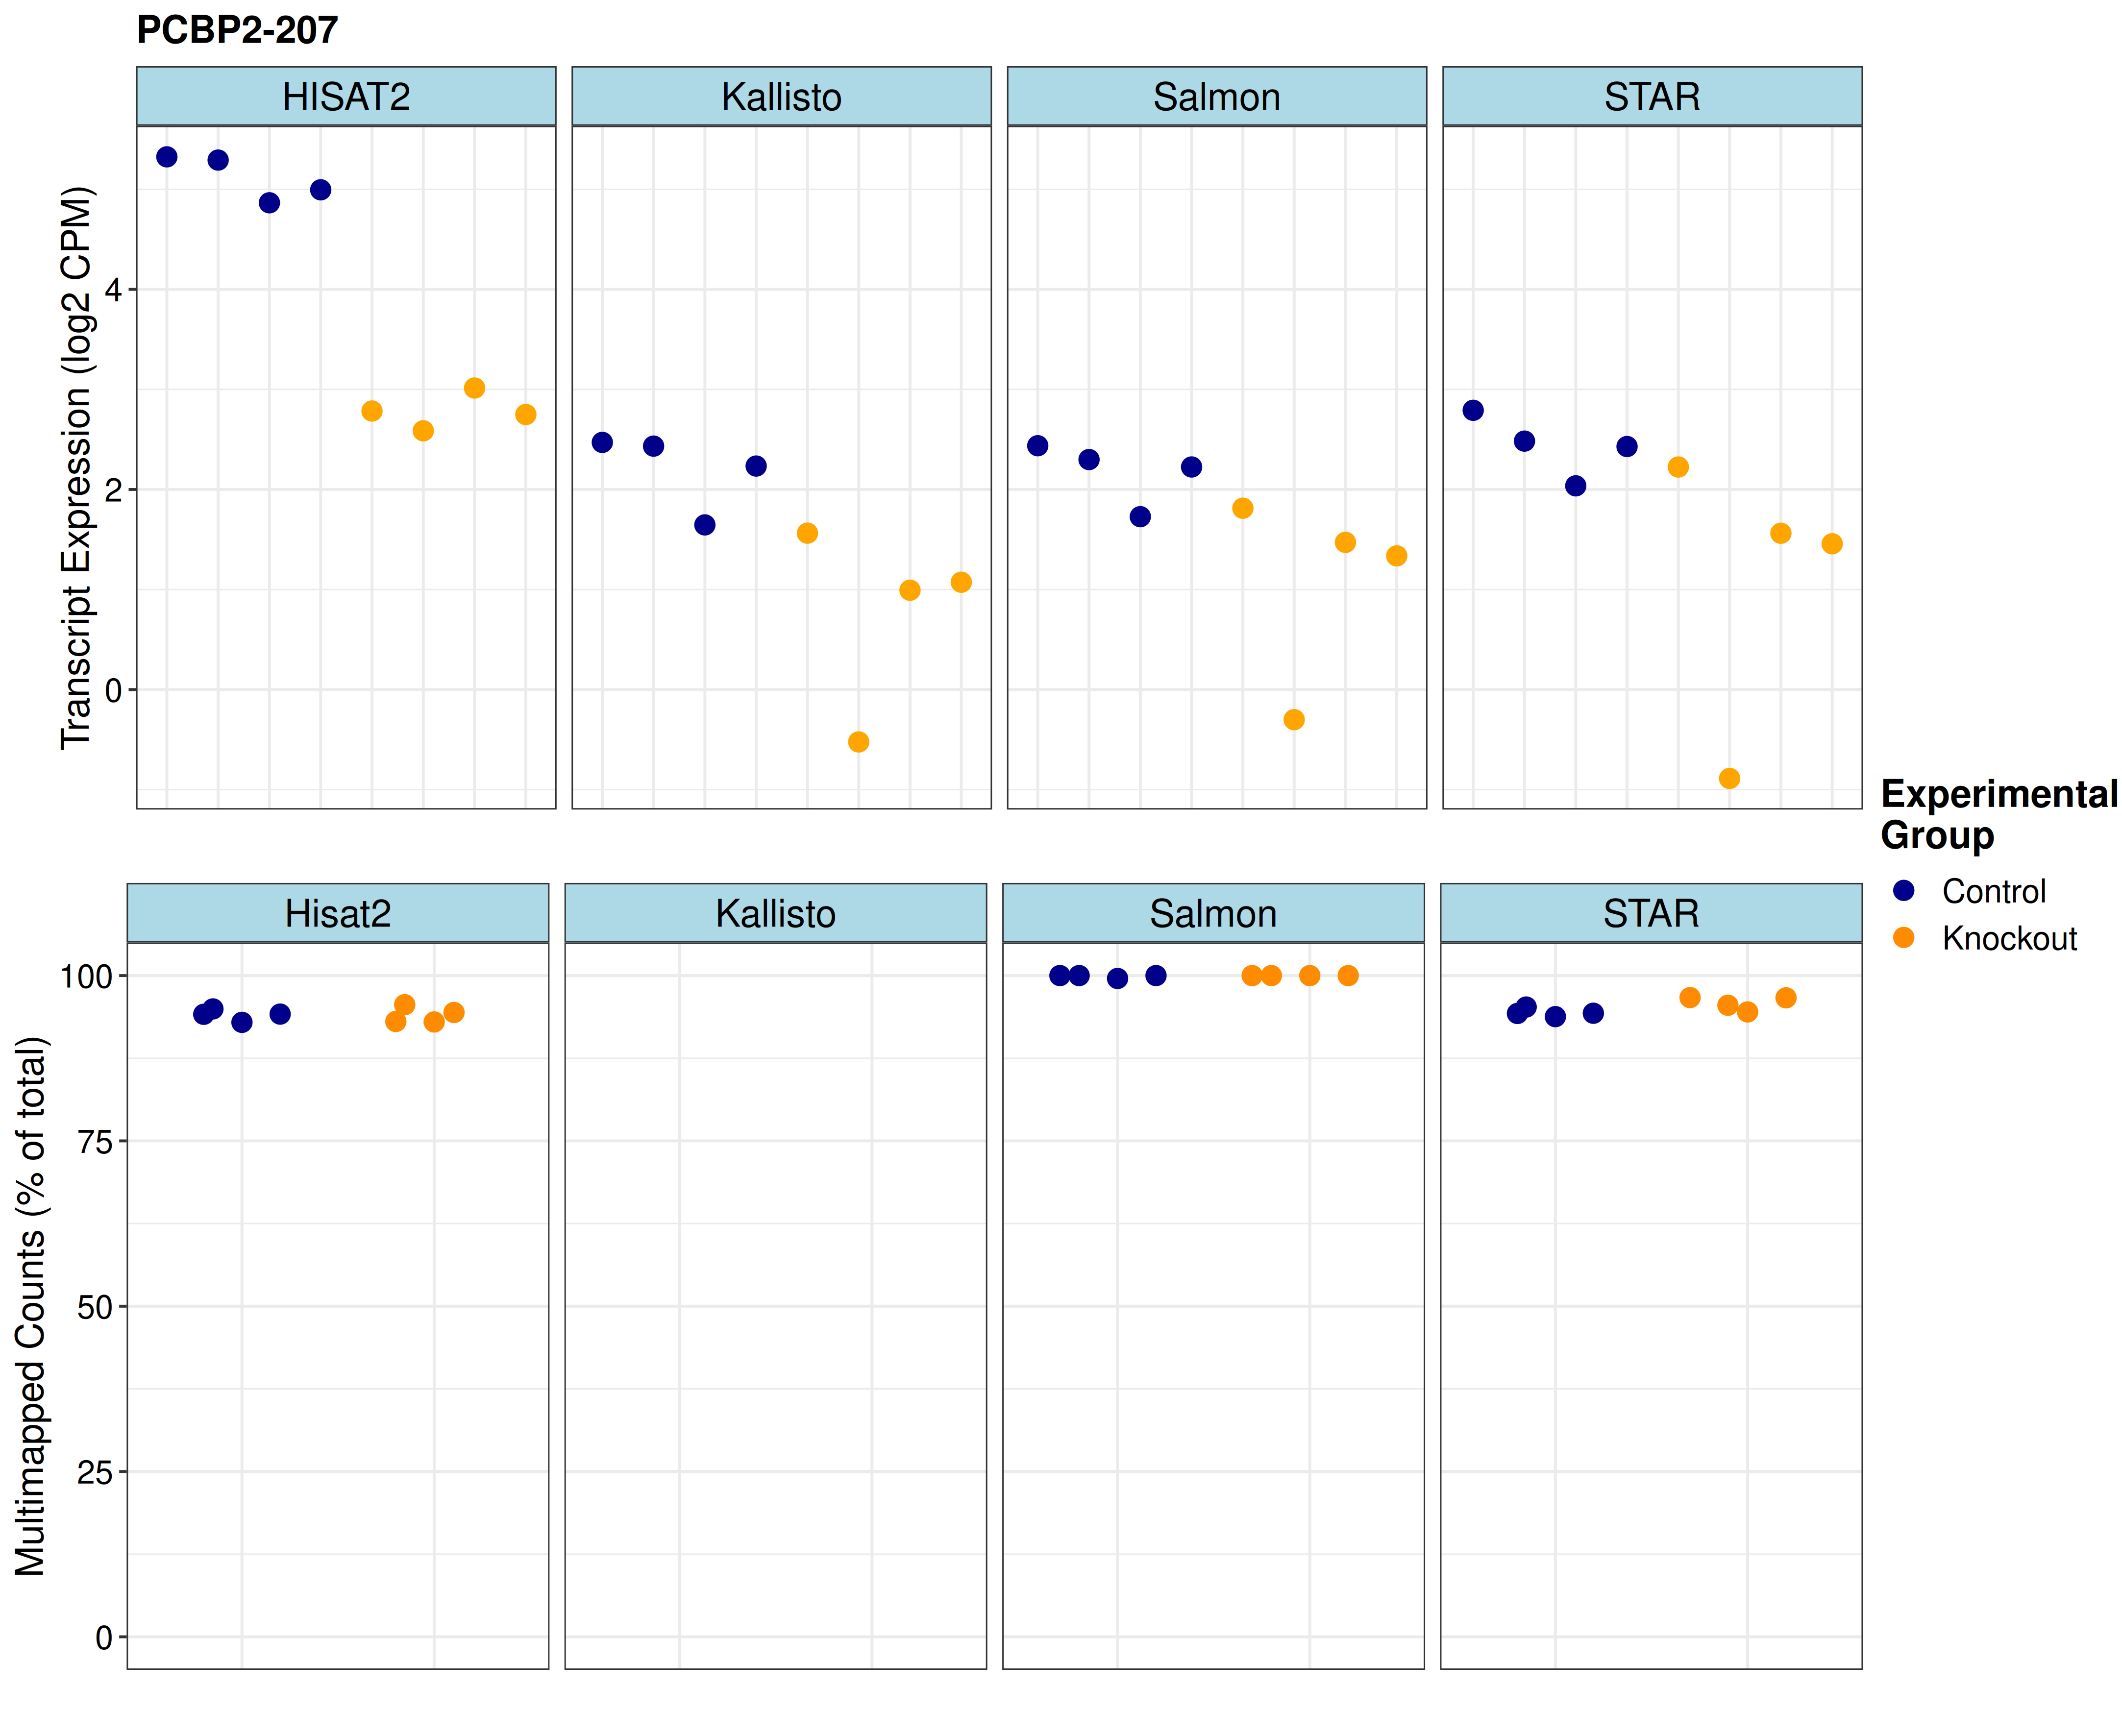 PCBP2-207
HISAT2 Kallisto Salmon STAR
Transcript Expression (log2 CPM)
4
2
0
Hisat2 Kallisto Salmon STAR
Multimapped Counts (% of total)
100
75
50
25
0
Experimental
Group
Control
Knockout